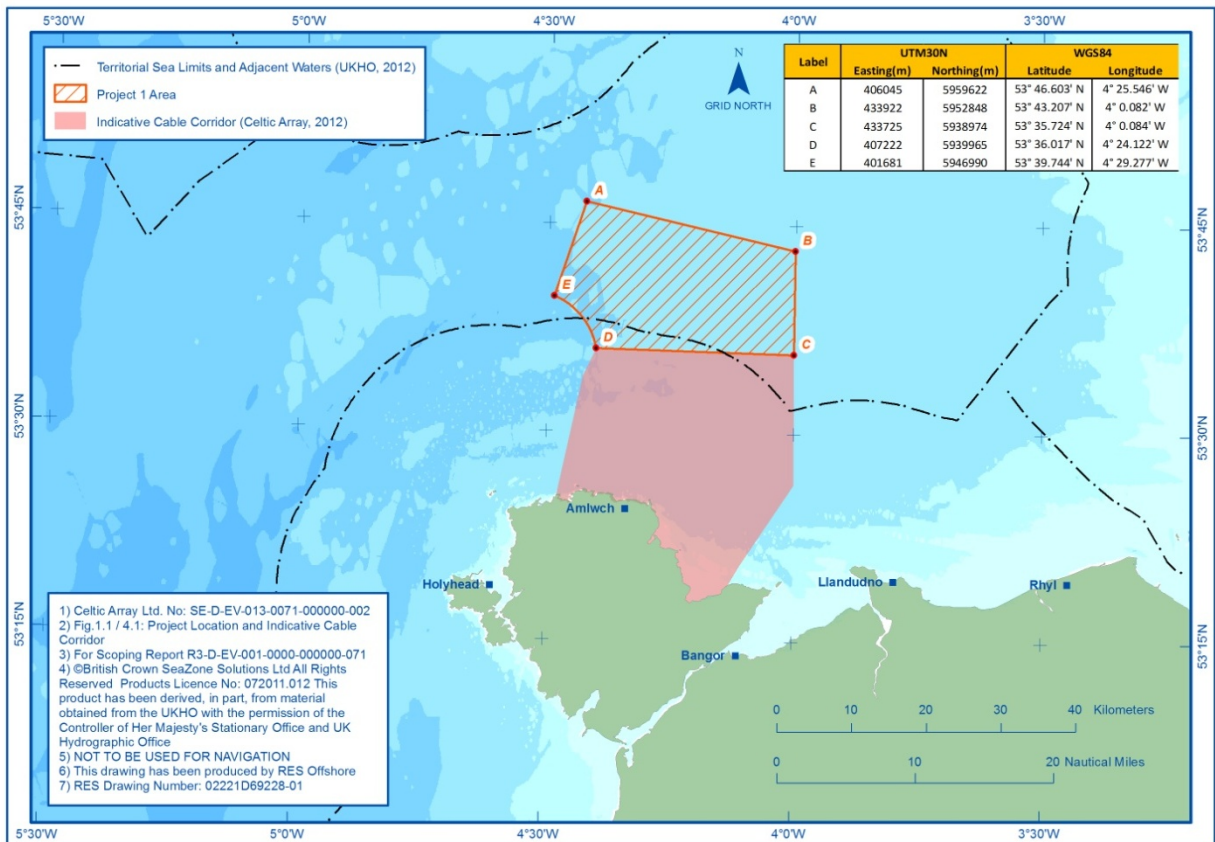 5°30'W 5°0'W 4°30'W 4°0'W 3°30'W
Territorial Sea Limits and Adjacent Waters (UKHO, 2012)
Project 1 Area
Indicative Cable Corridor (Celtic Array, 2012)
N
GRID NORTH
Label UTM30N WGS84
Easting(m) Northing(m) Latitude Longitude
A 406045 5959622 53° 46.603' N 4° 25.546' W
B 433922 5952848 53° 43.207' N 4° 0.082' W
C 433725 5938974 53° 35.724' N 4° 0.084' W
D 407222 5939965 53° 36.017' N 4° 24.122' W
E 401681 5946990 53° 39.744' N 4° 29.277' W
53°45'N
53°45'N
A
B
E
D
C
53°30'N
53°30'N
Amlwch
Holyhead
Llandudno
Rhyl
53°15'N
53°15'N
Bangor
1) Celtic Array Ltd. No: SE-D-EV-013-0071-000000-002
2) Fig.1.1 / 4.1: Project Location and Indicative Cable
Corridor
3) For Scoping Report R3-D-EV-001-0000-000000-071
4) ©British Crown SeaZone Solutions Ltd All Rights
Reserved Products Licence No: 072011.012 This
product has been derived, in part, from material
obtained from the UKHO with the permission of the
Controller of Her Majesty's Stationary Office and UK
Hydrographic Office
5) NOT TO BE USED FOR NAVIGATION
6) This drawing has been produced by RES Offshore
7) RES Drawing Number: 02221D69228-01
0 10 20 30 40 Kilometers
0 10 20 Nautical Miles
5°30'W 5°0'W 4°30'W 4°0'W 3°30'W